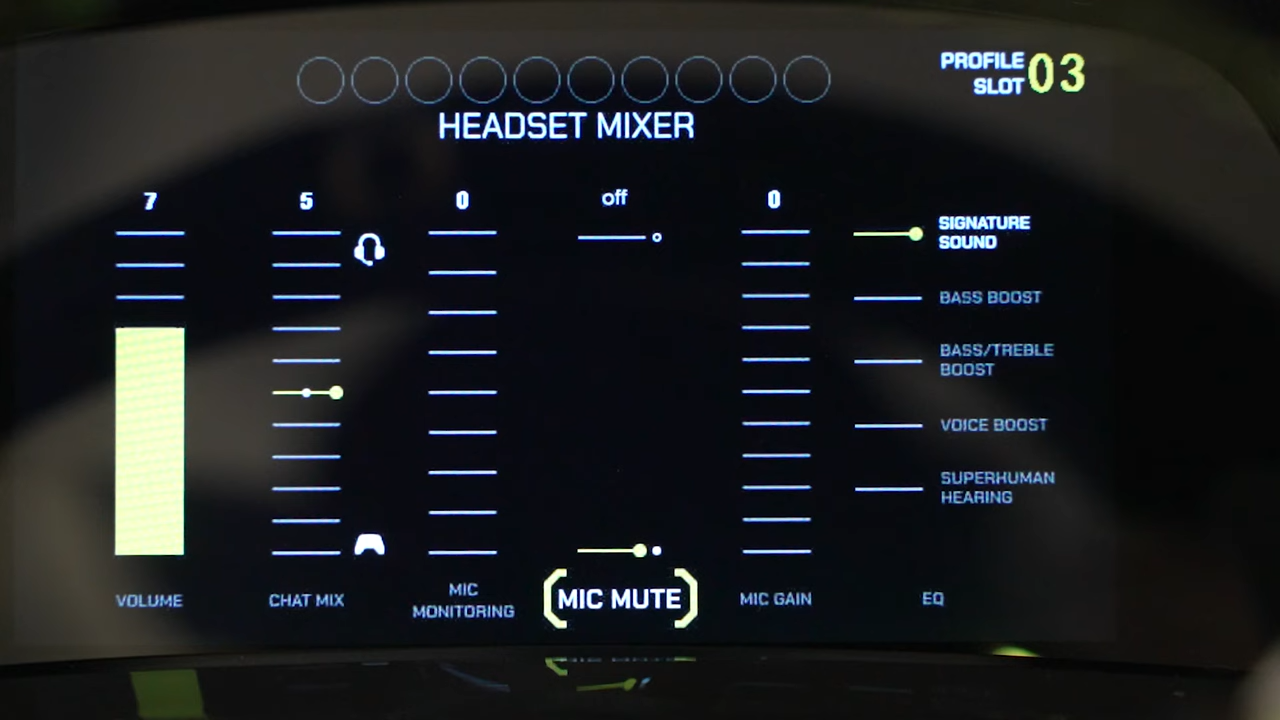 PROFILE
SLOT 03
HEADSET MIXER
7
5
0
off
0
SIGNATURE
SOUND
BASS BOOST
BASS/TREBLE
BOOST
VOICE BOOST
SUPERHUMAN
HEARING
VOLUME
CHAT MIX
MIC
MONITORING
MIC MUTE
MIC GAIN
EQ